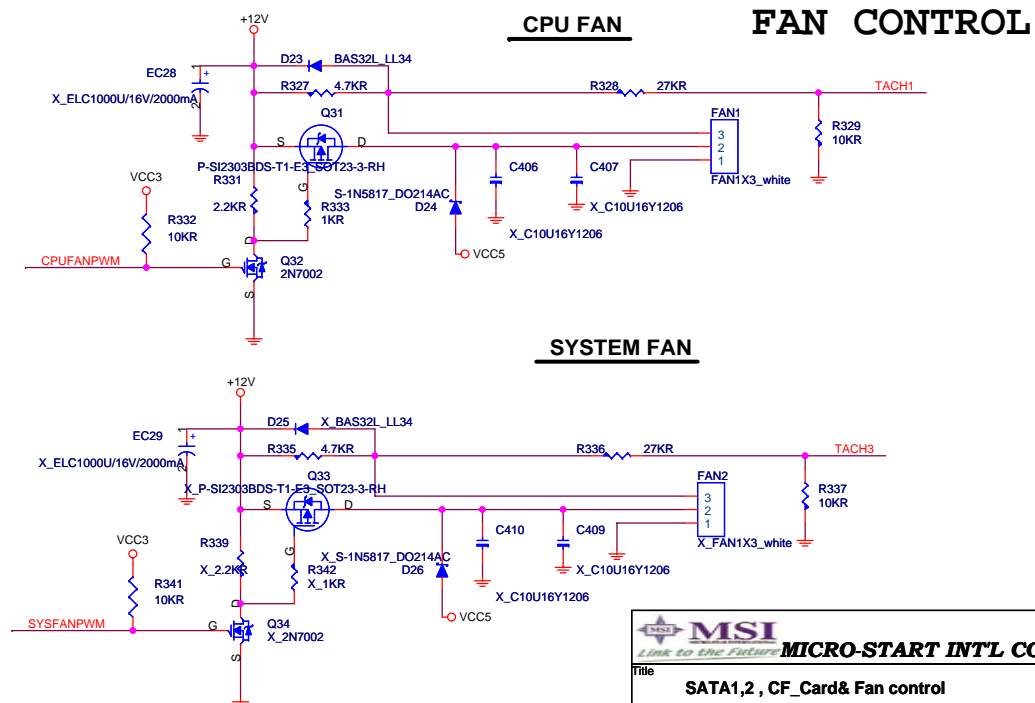 FAN CONTROL
CPU FAN
+12V
D23 BAS32L_LL34
EC28
1
+
2
X_ELC1000U/16V/2000mA
R327 4.7KR
R328 27KR
TACH1
Q31
S D
G
P-SI2303BDS-T1-E3_SOT23-3-RH
FAN1
3
2
1
FAN1X3_white
R329
10KR
R331
2.2KR
R333
1KR
VCC3
R332
10KR
S-1N5817_DO214AC
D24
VCC5
C406
X_C10U16Y1206
C407
X_C10U16Y1206
CPUFANPWM
G
D
S
Q32
2N7002
SYSTEM FAN
+12V
D25 X_BAS32L_LL34
EC29
1
+
2
X_ELC1000U/16V/2000mA
R335 4.7KR
R336 27KR
TACH3
Q33
X_P-SI2303BDS-T1-E3_SOT23-3-RH
S D
G
FAN2
3
2
1
X_FAN1X3_white
R337
10KR
R339
X_2.2KR
R342
X_1KR
VCC3
R341
10KR
X_S-1N5817_DO214AC
D26
VCC5
C410
X_C10U16Y1206
C409
X_C10U16Y1206
SYSFANPWM
G
D
S
Q34
X_2N7002
MSI
Link to the Future
MICRO-START INT'L CO
Title
SATA1,2 , CF_Card& Fan control